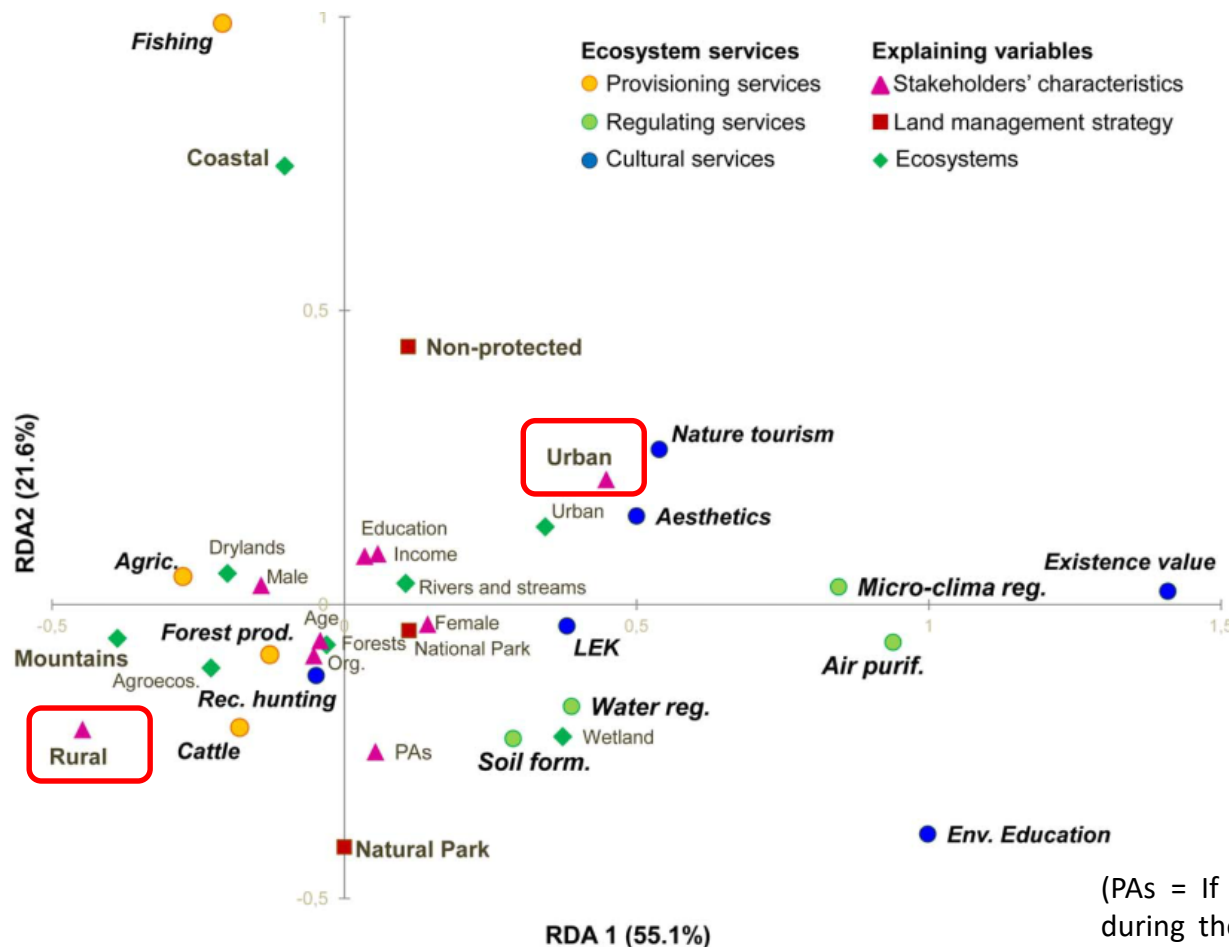 1
Fishing
Ecosystem services
Explaining variables
Provisioning services
Stakeholders' characteristics
Regulating services
Land management strategy
Cultural services
Ecosystems
Coastal
0,5
Non-protected
Nature tourism
Urban
Urban
Aesthetics
Education
Income
Drylands
Agric.
Male
Rivers and streams
Existence value
Micro-clima reg.
-0,5
0,5
1
1,5
Age
Female
Forest prod.
Forests
National Park
LEK
Mountains
Org.
Air purif.
Agroecos.
Rec. hunting
Water reg.
Rural
Cattle
PAs
Soil form.
Wetland
Natural Park
Env. Education
-0,5
(PAs = If
during the
RDA2 (21.6%)
RDA 1 (55.1%)